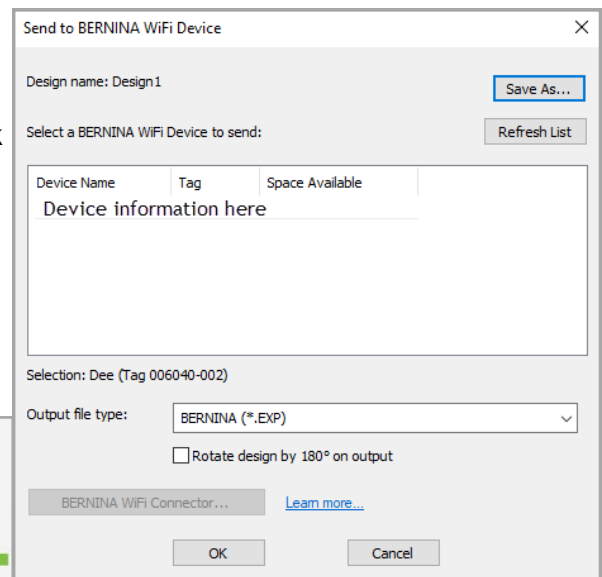 Send to BERNINA WiFi Device
Design name: Design1
Save As...
Select a BERNINA WiFi Device to send:
Refresh List
Device Name Tag Space Available
Device information here
Selection: Dee (Tag 006040-002)
Output file type: BERNINA (*.EXP)
Rotate design by 180° on output
BERNINA WiFi Connector... Learn more...
OK Cancel